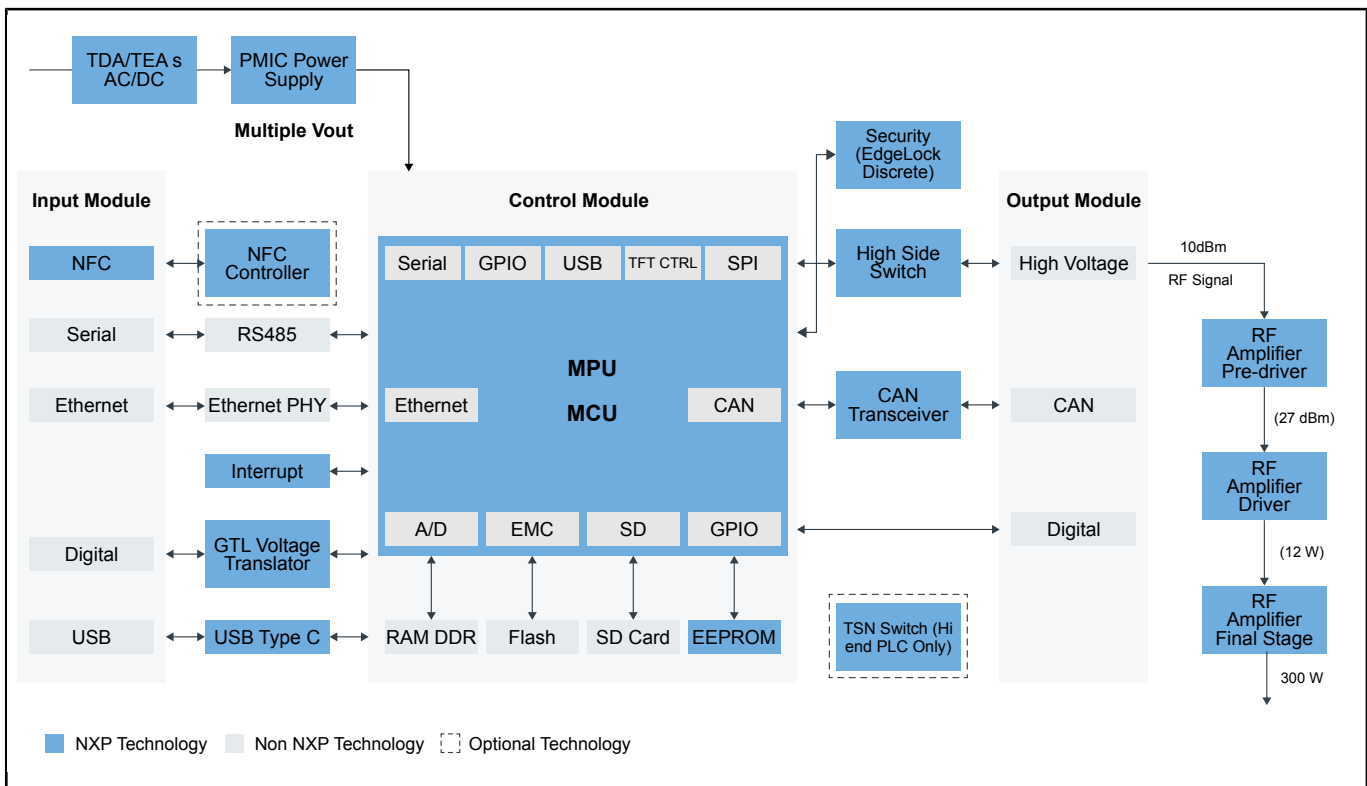 TDA/TEA s
AC/DC
PMIC Power
Supply
Multiple Vout
Security
(EdgeLock
Discrete)
Input Module
Control Module
Output Module
NFC
NFC
Controller
Serial
GPIO
USB
TFT CTRL
SPI
High Side
Switch
High Voltage
10dBm
RF Signal
Serial
RS485
RF
Amplifier
Pre-driver
MPU
MCU
Ethernet
Ethernet PHY
Ethernet
CAN
CAN
Transceiver
CAN
(27 dBm)
Interrupt
RF
Amplifier
Driver
A/D
EMC
SD
GPIO
Digital
GTL Voltage
Translator
Digital
(12 W)
USB
USB Type C
RAM DDR
Flash
SD Card
EEPROM
TSN Switch (Hi
end PLC Only)
RF
Amplifier
Final Stage
300 W
NXP Technology
Non NXP Technology
Optional Technology